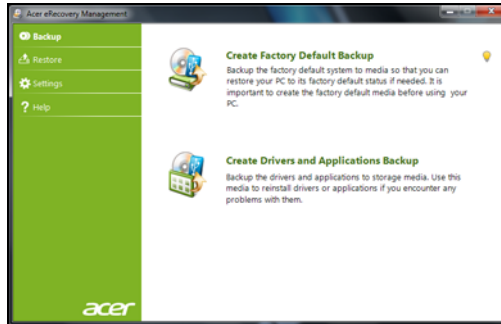 Acer eRecovery Management
Backup
Restore
Settings
Help
Create Factory Default Backup
Backup the factory default system to media so that you can
restore your PC to its factory default status if needed. It is
important to create the factory default media before using your
PC.
Create Drivers and Applications Backup
Backup the drivers and applications to storage media. Use this
media to reinstall drivers or applications if you encounter any
problems with them.
acer